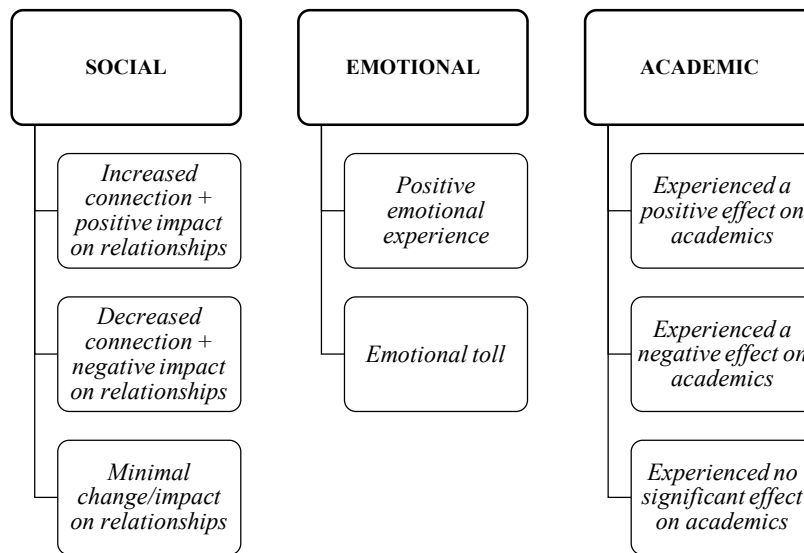 SOCIAL
Increased
connection +
positive impact
on relationships
Decreased
connection +
negative impact
on relationships
Minimal
change/impact
on relationships
EMOTIONAL
Positive
emotional
experience
Emotional toll
ACADEMIC
Experienced a
positive effect on
academics
Experienced a
negative effect on
academics
Experienced no
significant effect
on academics